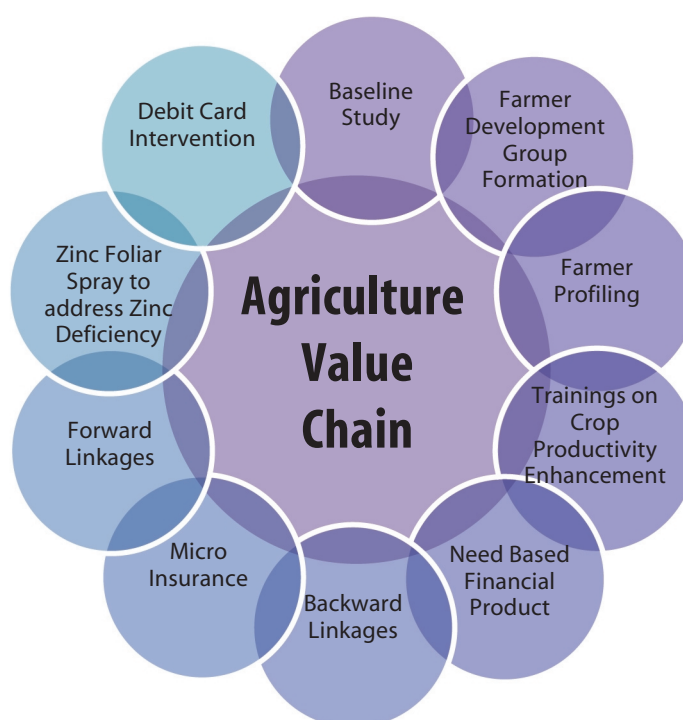 Agriculture
Value
Chain
Baseline
Study
Farmer
Development
Group
Formation
Farmer
Profiling
Trainings on
Crop
Productivity
Enhancement
Need Based
Financial
Product
Backward
Linkages
Micro
Insurance
Forward
Linkages
Zinc Foliar
Spray to
address Zinc
Deficiency
Debit Card
Intervention